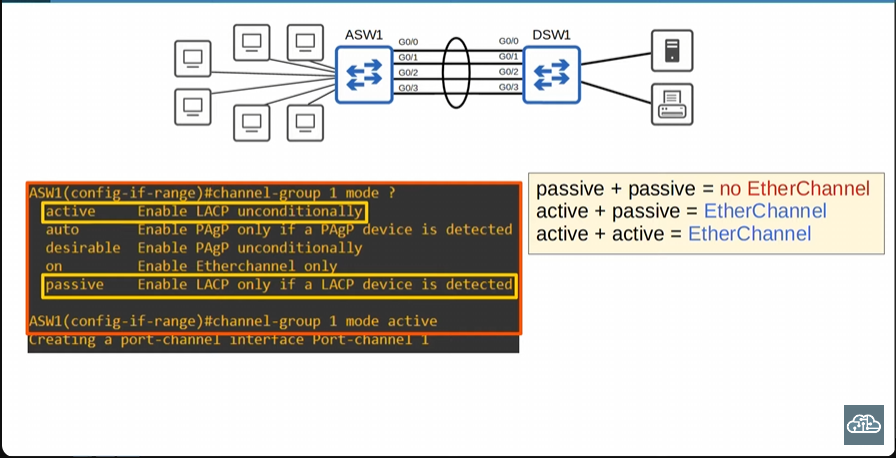 ASW1
DSW1
G0/0
G0/0
G0/1
G0/1
G0/2
G0/2
G0/3
G0/3
ASW1(config-if-range)#channel-group 1 mode ?
active Enable LACP unconditionally
auto Enable PAgP only if a PAgP device is detected
desirable Enable PAgP unconditionally
on Enable Etherchannel only
passive Enable LACP only if a LACP device is detected
ASW1(config-if-range)#channel-group 1 mode active
Creating a port-channel interface Port-channel 1
passive + passive = no EtherChannel
active + passive = EtherChannel
active + active = EtherChannel